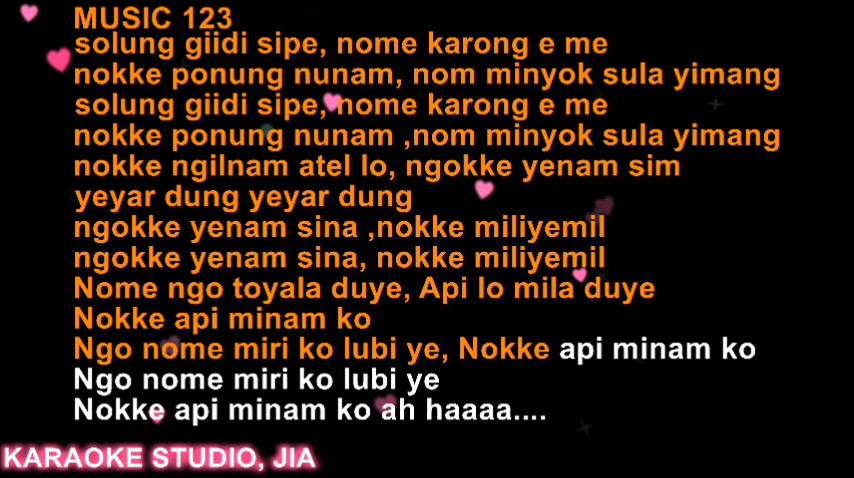 MUSIC 123
solung giidi sipe, nome karong e me
nokke ponung nunam, nom minyok sula yimang
solung giidi sipe, nome karong e me
nokke ponung nunam ,nom minyok sula yimang
nokke ngilnam atel lo, ngokke yenam sim
yeyar dung yeyar dung
ngokke yenam sina ,nokke miliyemil
ngokke yenam sina, nokke miliyemil
Nome ngo toyala duye, Api lo mila duye
Nokke api minam ko
Ngo nome miri ko lubi ye, Nokke api minam ko
Ngo nome miri ko lubi ye
Nokke api minam ko ah haaaa....
KARAOKE STUDIO, JIA